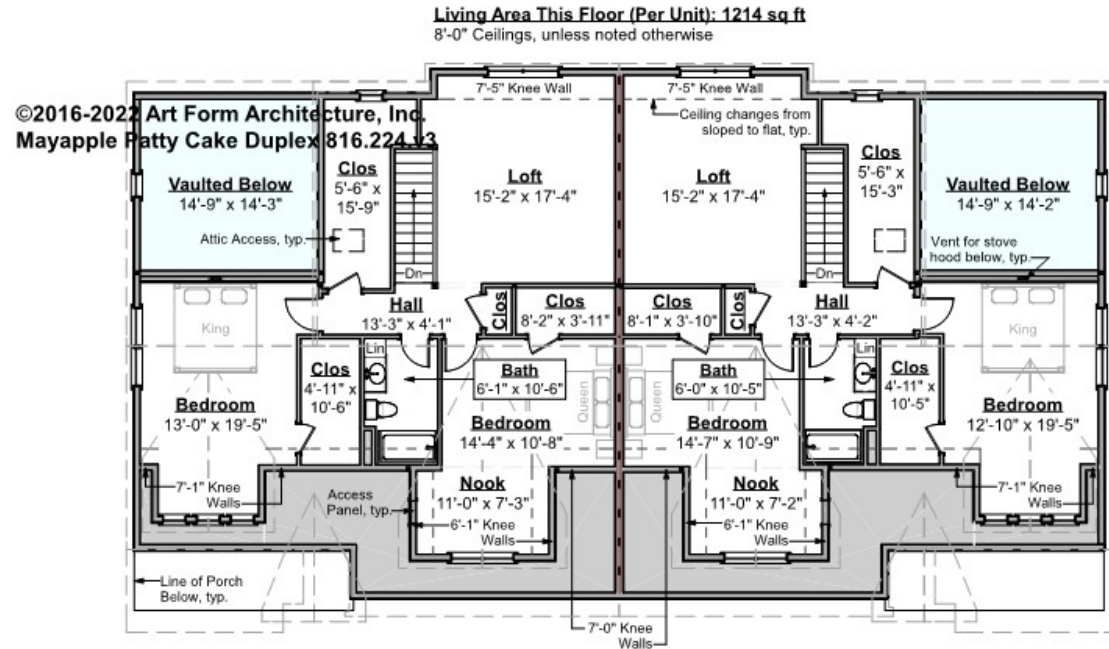 Living Area This Floor (Per Unit): 1214 sq ft
8'-0" Ceilings, unless noted otherwise
7'-5" Knee Wall
7'-5" Knee Wall
©2016-2022 Art Form Architecture, Inc.
Mayapple Patty Cake Duplex 816.224.v3
Ceiling changes from
sloped to flat, typ.
Vaulted Below
14'-9" x 14'-3"
Clos
5'-6" x
15'-9"
Loft
15'-2" x 17'-4"
Loft
15'-2" x 17'-4"
Clos
5'-6" x
15'-3"
Vaulted Below
14'-9" x 14'-2"
Attic Access, typ.
Vent for stove
hood below, typ.
Dn
Dn
King
Hall
13'-3" x 4'-1"
Clos
Clos
8'-2" x 3'-11"
Clos
8'-1" x 3'-10"
Clos
Hall
13'-3" x 4'-2"
King
Lin
Lin
Clos
4'-11" x
10'-6"
Bath
6'-1" x 10'-6"
Bath
6'-0" x 10'-5"
Clos
4'-11" x
10'-5"
Queen
Queen
Bedroom
13'-0" x 19'-5"
Bedroom
14'-4" x 10'-8"
Bedroom
14'-7" x 10'-9"
Bedroom
12'-10" x 19'-5"
7'-1" Knee
Walls
Access
Panel, typ.
Nook
11'-0" x 7'-3"
Nook
11'-0" x 7'-2"
7'-1" Knee
Walls
6'-1" Knee
Walls
6'-1" Knee
Walls
Line of Porch
Below, typ.
7'-0" Knee
Walls